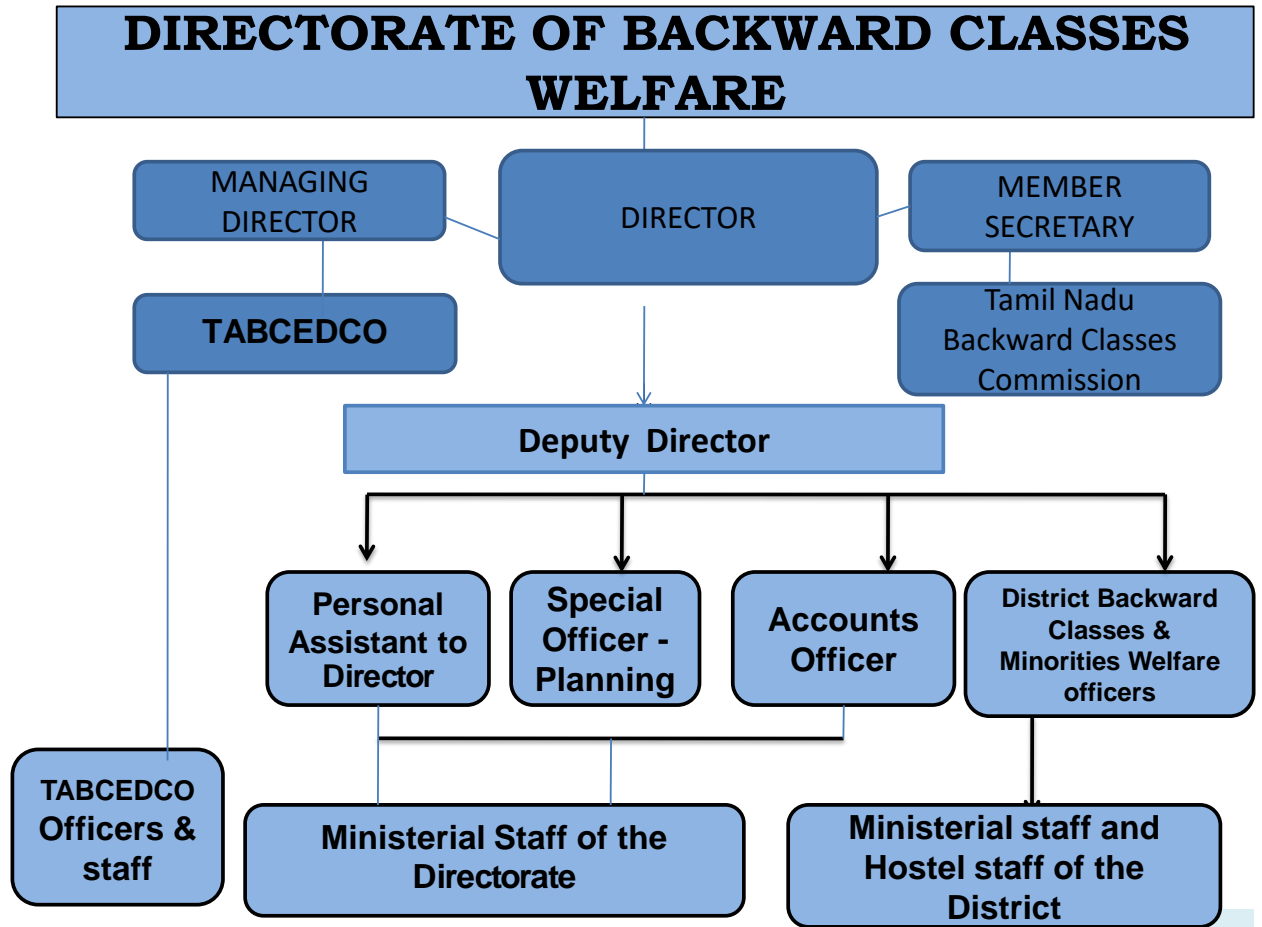 DIRECTORATE OF BACKWARD CLASSES
WELFARE
MANAGING
DIRECTOR
DIRECTOR
MEMBER
SECRETARY
TABCEDCO
Tamil Nadu
Backward Classes
Commission
Deputy Director
Personal
Assistant to
Director
Special
Officer -
Planning
Accounts
Officer
District Backward
Classes &
Minorities Welfare
officers
TABCEDCO
Officers &
staff
Ministerial Staff of the
Directorate
Ministerial staff and
Hostel staff of the
District